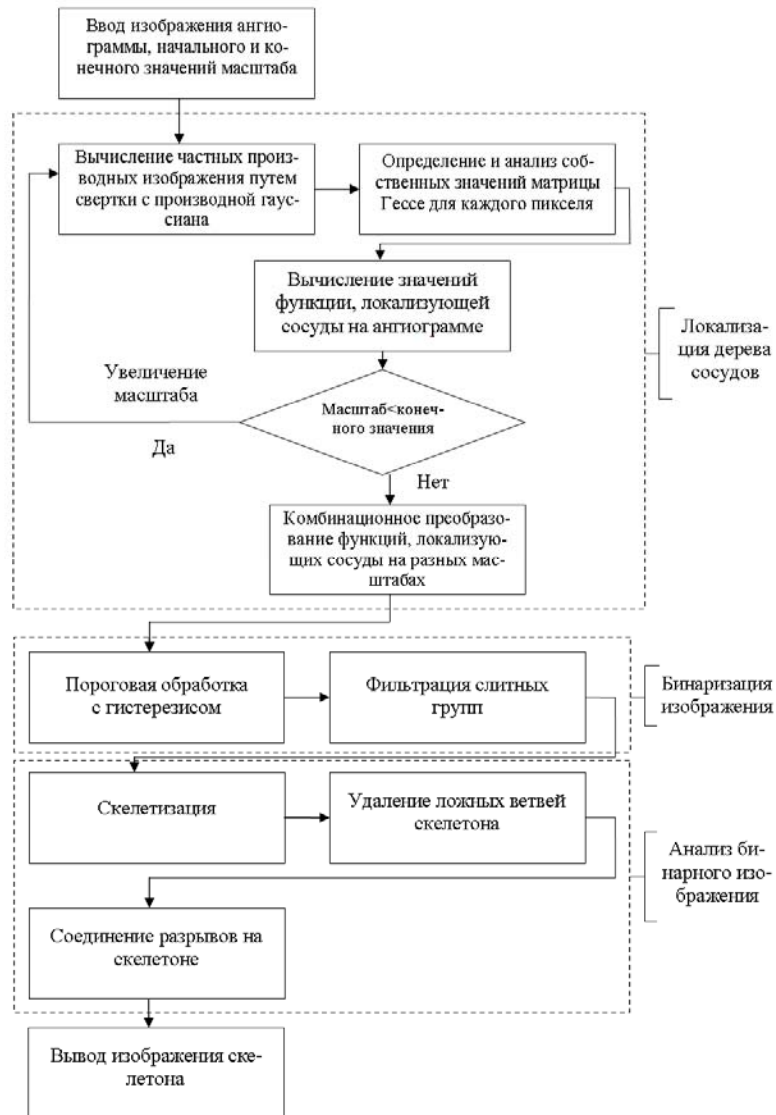 Ввод изображения ангио-
граммы, начального и ко-
нечного значений масштаба
Вычисление частных произ-
водных изображения путем
свертки с производной гаус-
сиана
Определение и анализ соб-
ственных значений матрицы
Гессе для каждого пикселя
Вычисление значений
функции, локализующей
сосуды на ангиограмме
Локализа-
ция дерева
сосудов
Увеличение
масштаба
Масштаб<конеч-
ного значения
Да
Нет
Комбинационное преобразо-
вание функций, локализую-
щих сосуды на разных мас-
штабах
Пороговая обработка
с гистерезисом
Фильтрация слитных
групп
Бинаризация
изображения
Скелетизация
Удаление ложных ветвей
скелетона
Анализ би-
нарного изо-
бражения
Соединение разрывов на
скелетоне
Вывод изображения ске-
летона